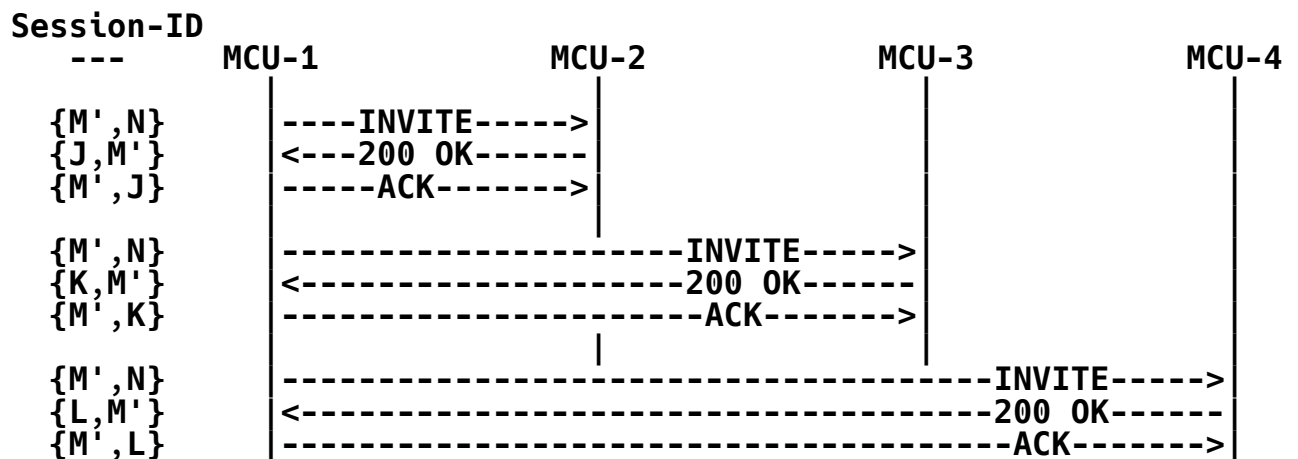 Session-ID
--- MCU-1 MCU-2 MCU-3 MCU-4
{M',N} |----INVITE----->|
{J,M'} |<---200 OK------|
{M',J} |-----ACK------->|
{M',N} |---------------------INVITE----->|
{K,M'} |<--------------------200 OK------|
{M',K} |----------------------ACK------->|
{M',N} |--------------------------------------INVITE----->|
{L,M'} |<-------------------------------------200 OK------|
{M',L} |---------------------------------------ACK------->|